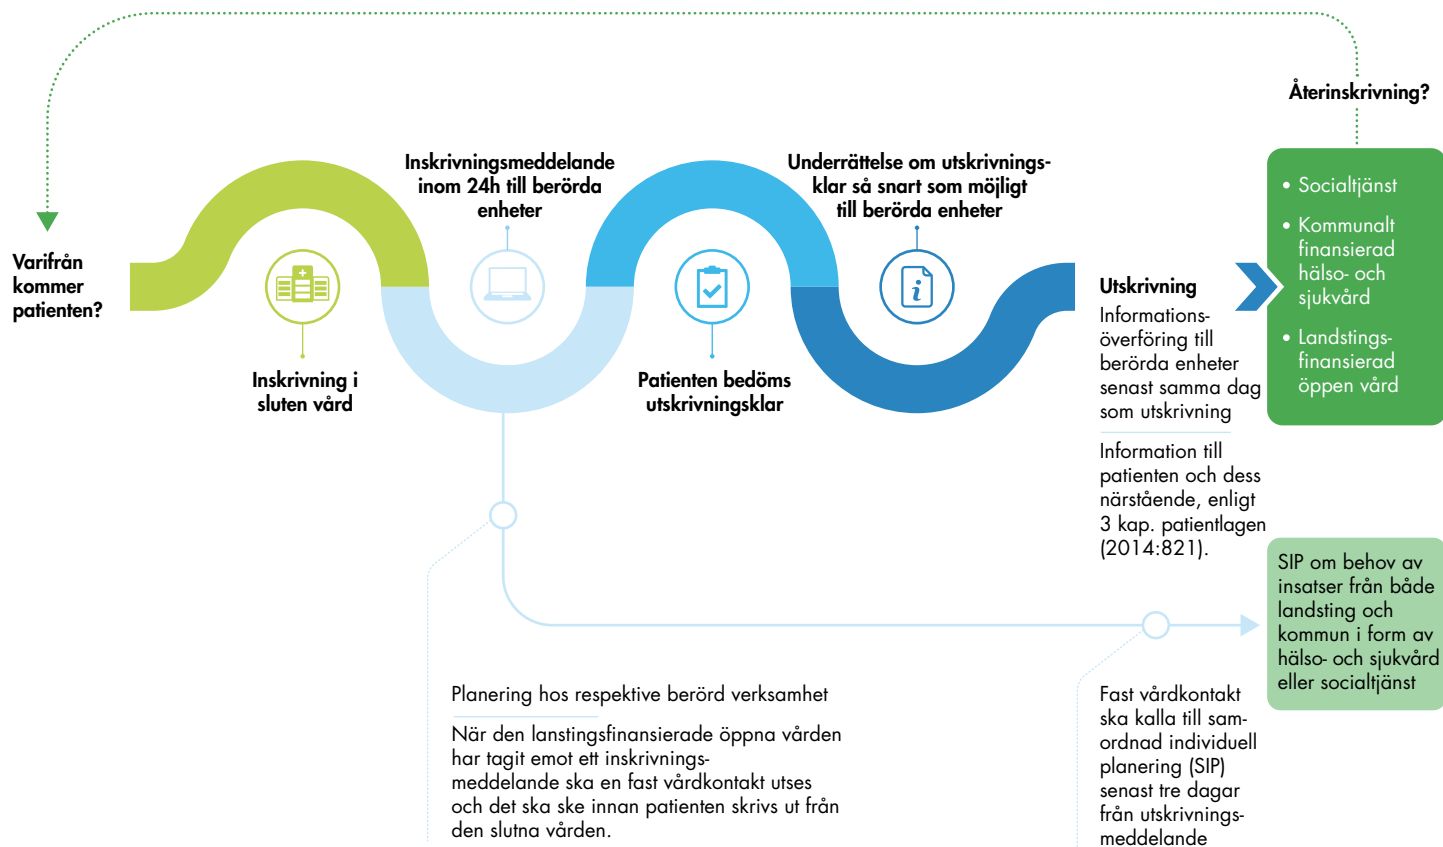 Återinskrivning?
Varifrån
kommer
patienten?
Inskrivning i
sluten vård
Inskrivningsmeddelande
inom 24h till berörda
enheter
Patienten bedöms
utskrivningsklar
Underrättelse om utskrivnings-
klar så snart som möjligt
till berörda enheter
Utskrivning
Informations-
överföring till
berörda enheter
senast samma dag
som utskrivning
Information till
patienten och dess
närstående, enligt
3 kap. patientlagen
(2014:821).
• Socialtjänst
• Kommunalt
finansierad
hälso- och
sjukvård
• Landstings-
finansierad
öppen vård
Planering hos respektive berörd verksamhet
När den lanstingsfinansierade öppna vården
har tagit emot ett inskrivnings-
meddelande ska en fast vårdkontakt utses
och det ska ske innan patienten skrivs ut från
den slutna vården.
Fast vårdkontakt
ska kalla till sam-
ordnad individuell
planering (SIP)
senast tre dagar
från utskrivnings-
meddelande
SIP om behov av
insatser från både
landsting och
kommun i form av
hälso- och sjukvård
eller socialtjänst